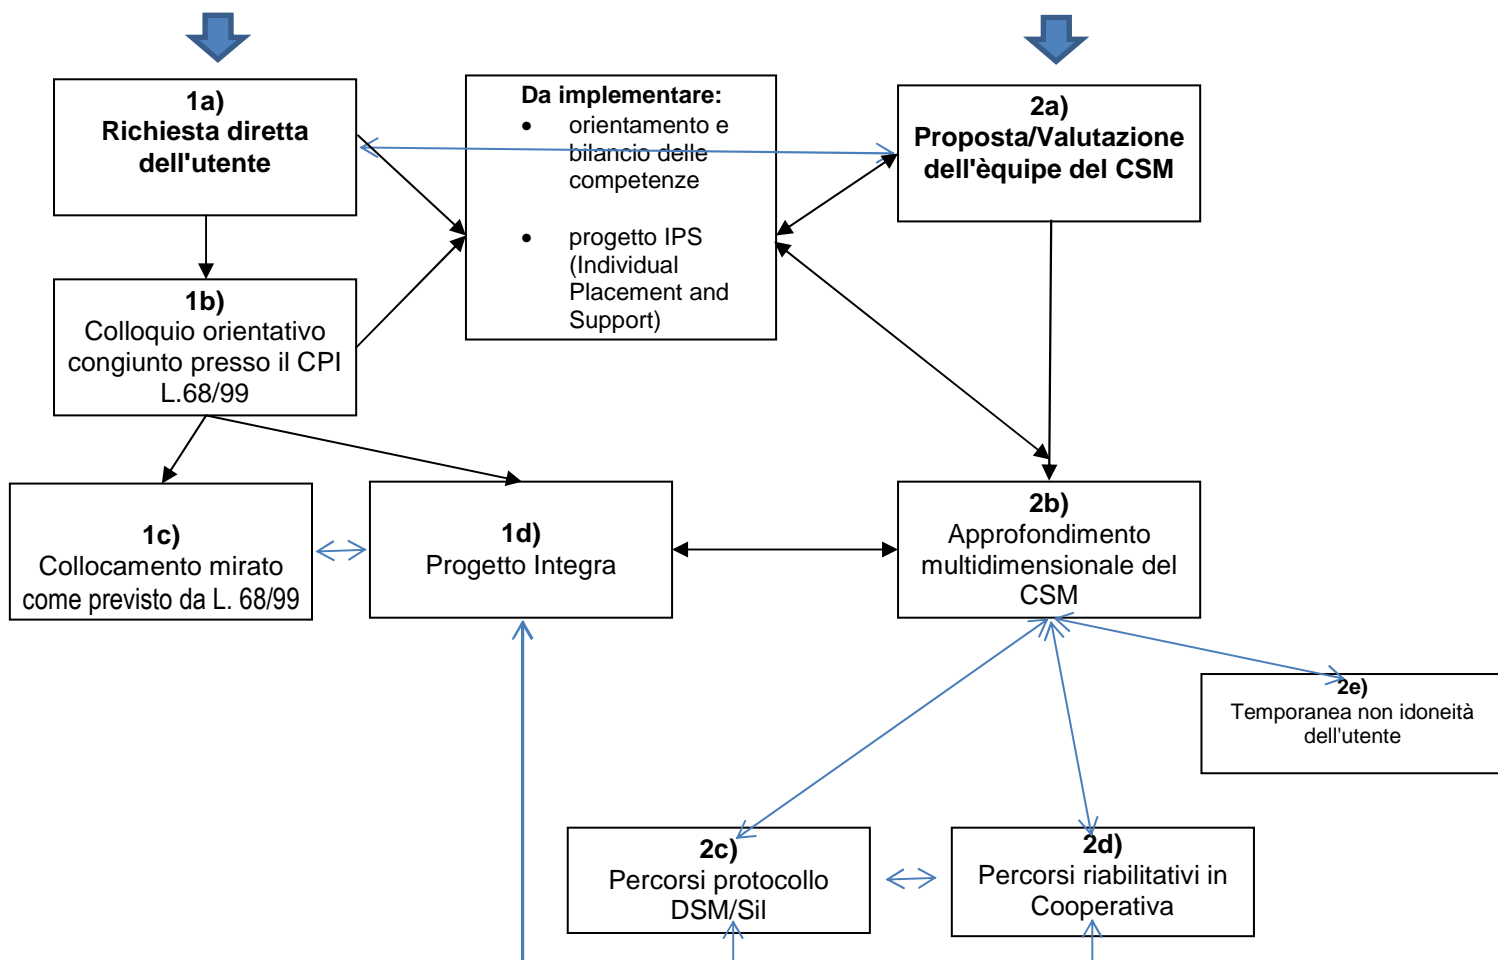 1a)
Richiesta diretta
dell'utente
Da implementare:
• orientamento e
bilancio delle
competenze
• progetto IPS
(Individual
Placement and
Support)
2a)
Proposta/Valutazione
dell'èquipe del CSM
1b)
Colloquio orientativo
congiunto presso il CPI
L.68/99
1c)
Collocamento mirato
come previsto da L. 68/99
1d)
Progetto Integra
2b)
Approfondimento
multidimensionale del
CSM
2e)
Temporanea non idoneità
dell'utente
2c)
Percorsi protocollo
DSM/Sil
2d)
Percorsi riabilitativi in
Cooperativa